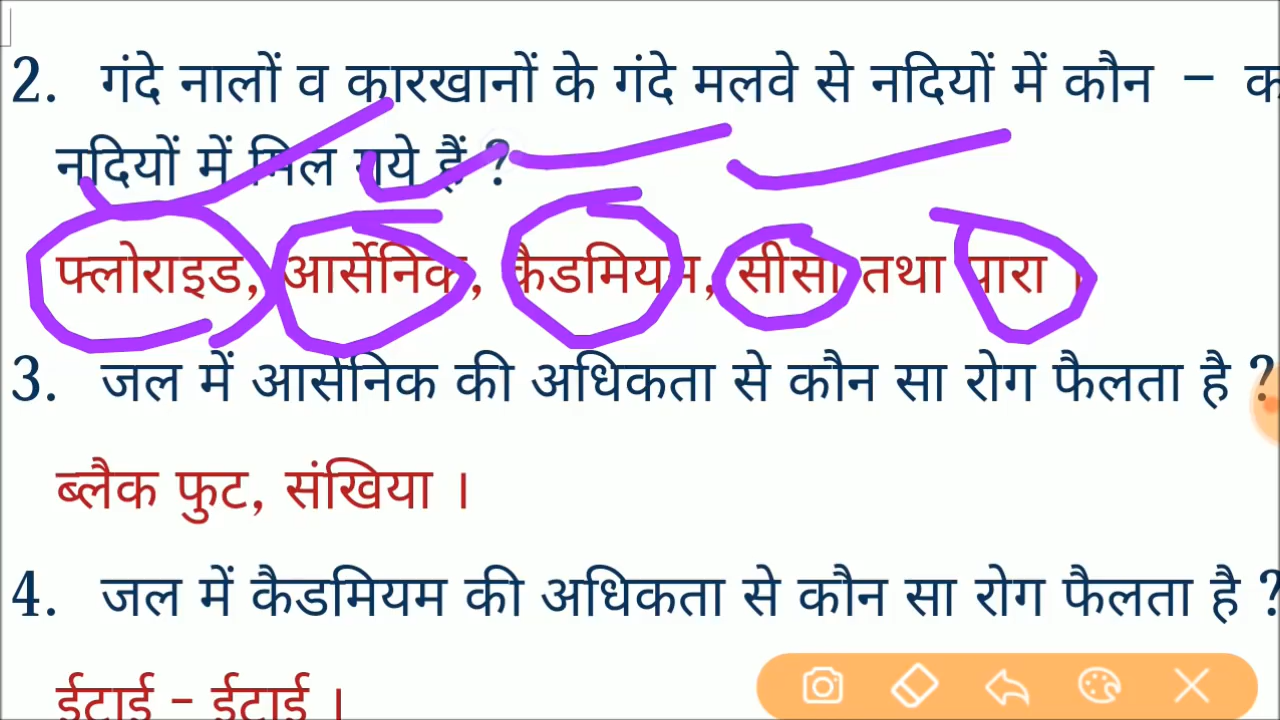 2. गंदे नालों व कारखानों के गंदे मलवे से नदियों में कौन –
नदियों में मिल गये हैं ?
फ्लोराइड, आर्सेनिक, कैडमियम, सीसा तथा पारा ।
3. जल में आर्सेनिक की अधिकता से कौन सा रोग फैलता है ?
ब्लैक फुट, संखिया ।
4. जल में कैडमियम की अधिकता से कौन सा रोग फैलता है ?
ईटाई - ईटाई ।